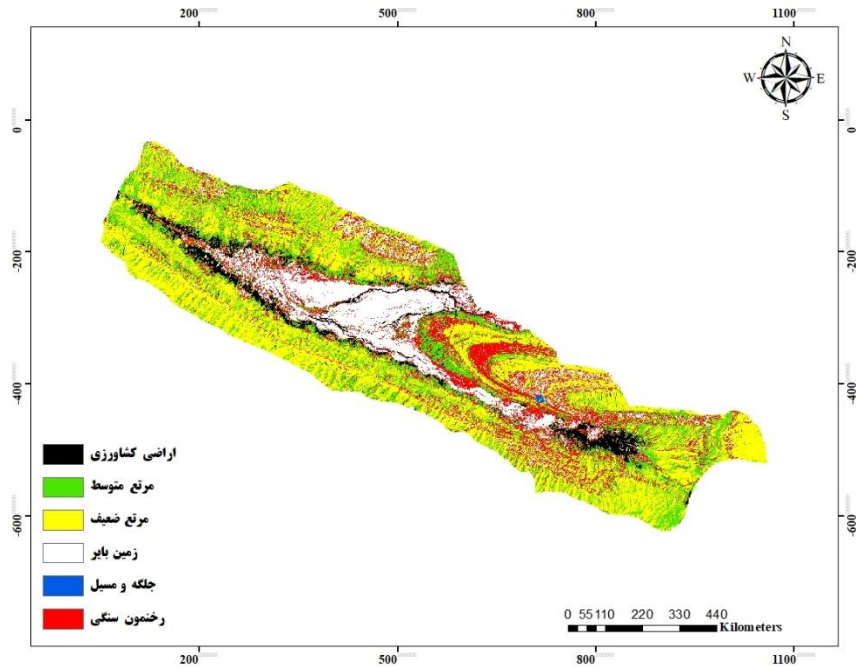 200 500 800 1100
N
W E
S
0 0
-200 -200
-400 -400
-600 -600
اراضی کشاورزی
مرتع متوسط
مرتع ضعیف
زمین بایر
جلگه و مسیل
رخنمون سنگی
0 55 110 220 330 440
Kilometers
200 500 800 1100